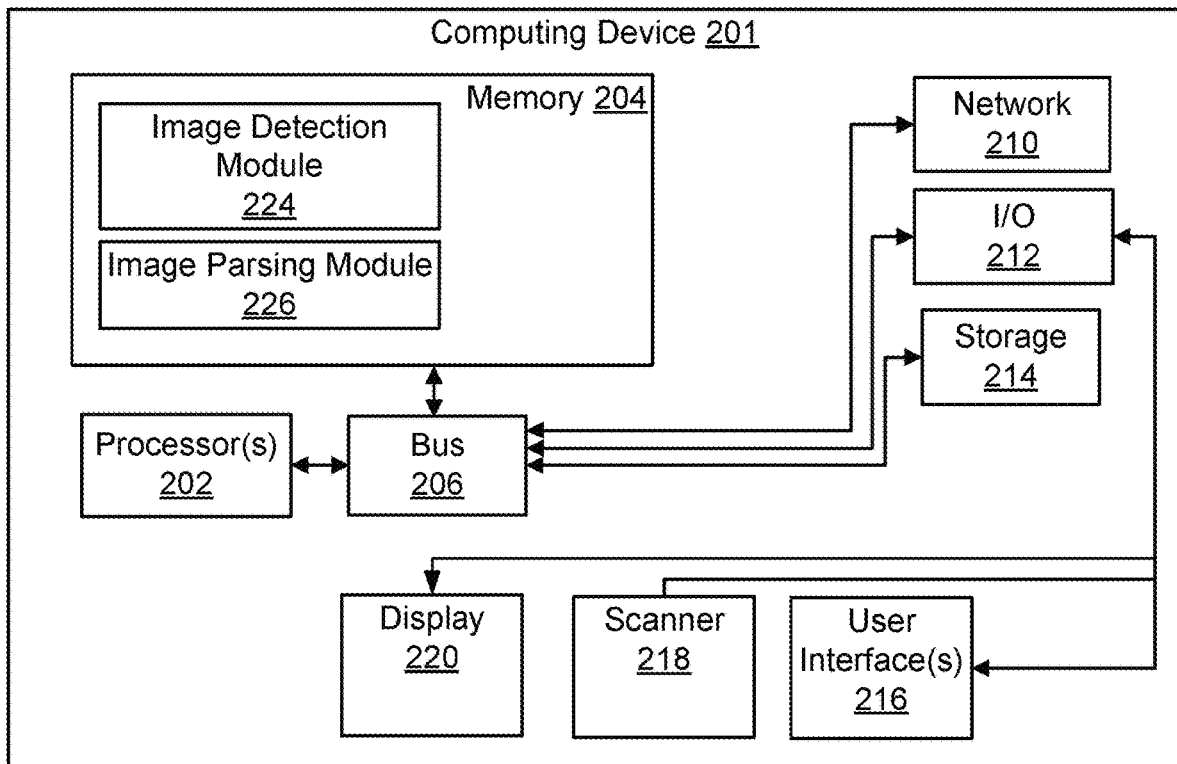 Computing Device 201
Memory 204
Image Detection
Module
224
Image Parsing Module
226
Network
210
I/O
212
Storage
214
Processor(s)
202
Bus
206
Display
220
Scanner
218
User
Interface(s)
216